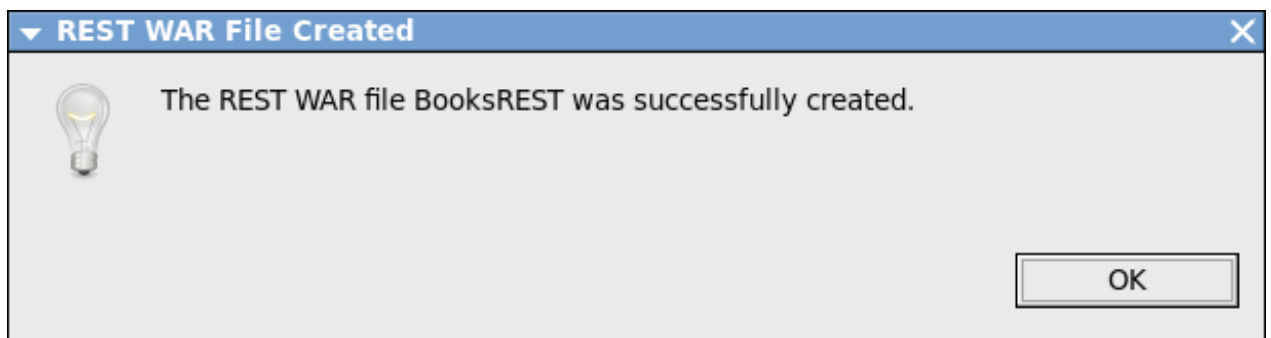 REST WAR File Created
The REST WAR file BooksREST was successfully created.
OK